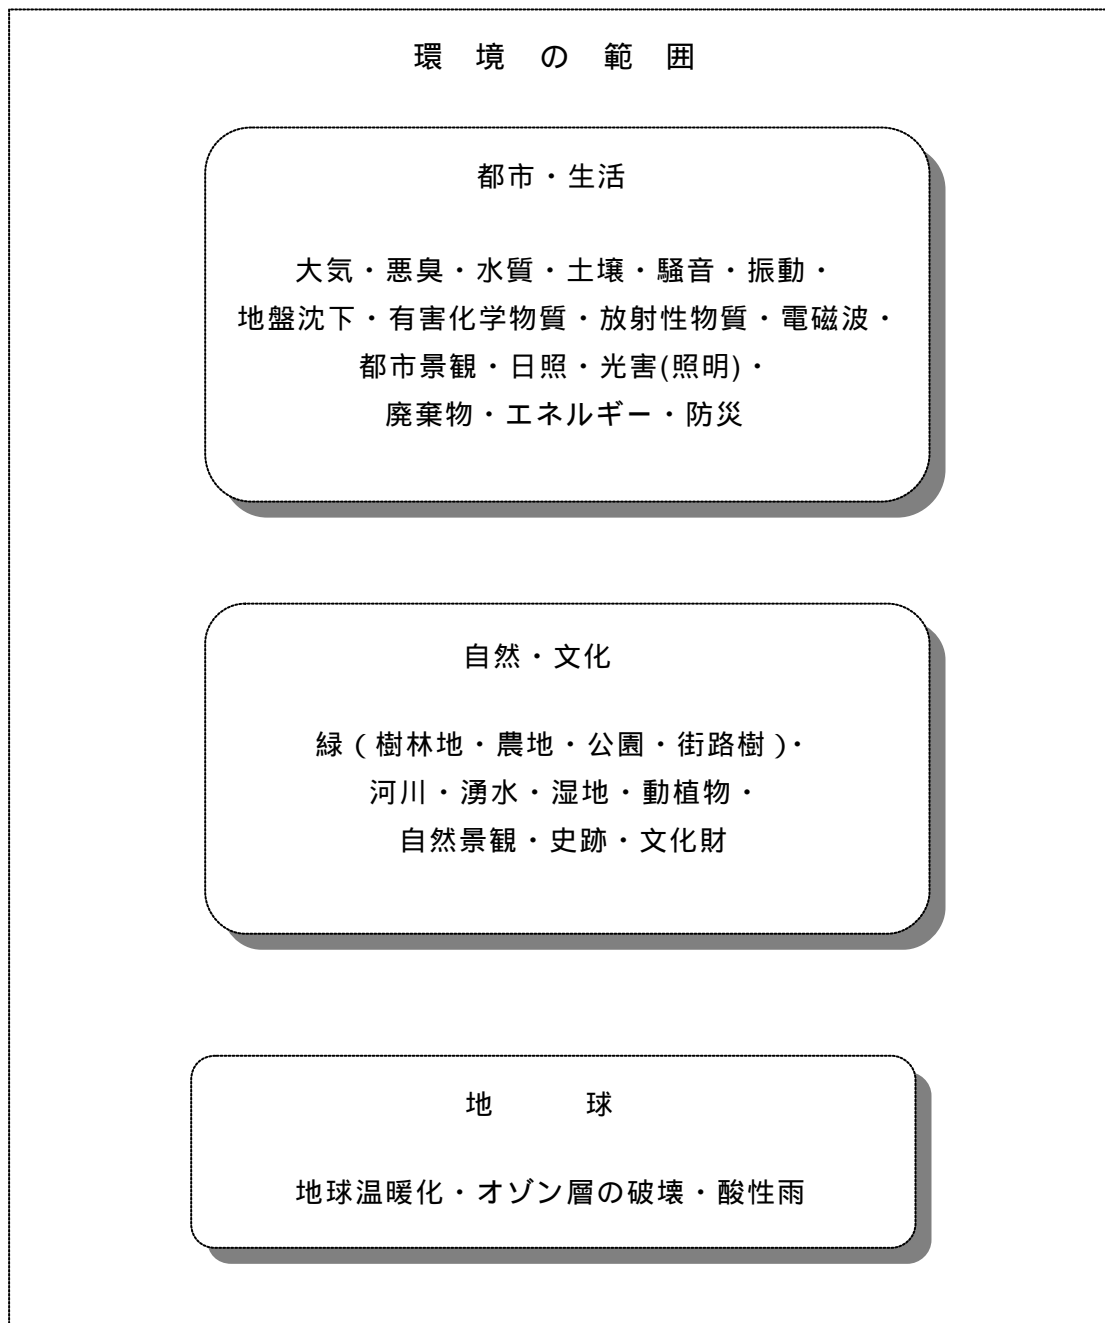 環 境 の 範 囲
都市・生活
大気・悪臭・水質・土壌・騒音・振動・
地盤沈下・有害化学物質・放射性物質・電磁波・
都市景観・日照・光害(照明)・
廃棄物・エネルギー・防災
自然・文化
緑（樹林地・農地・公園・街路樹）・
河川・湧水・湿地・動植物・
自然景観・史跡・文化財
地 球
地球温暖化・オゾン層の破壊・酸性雨